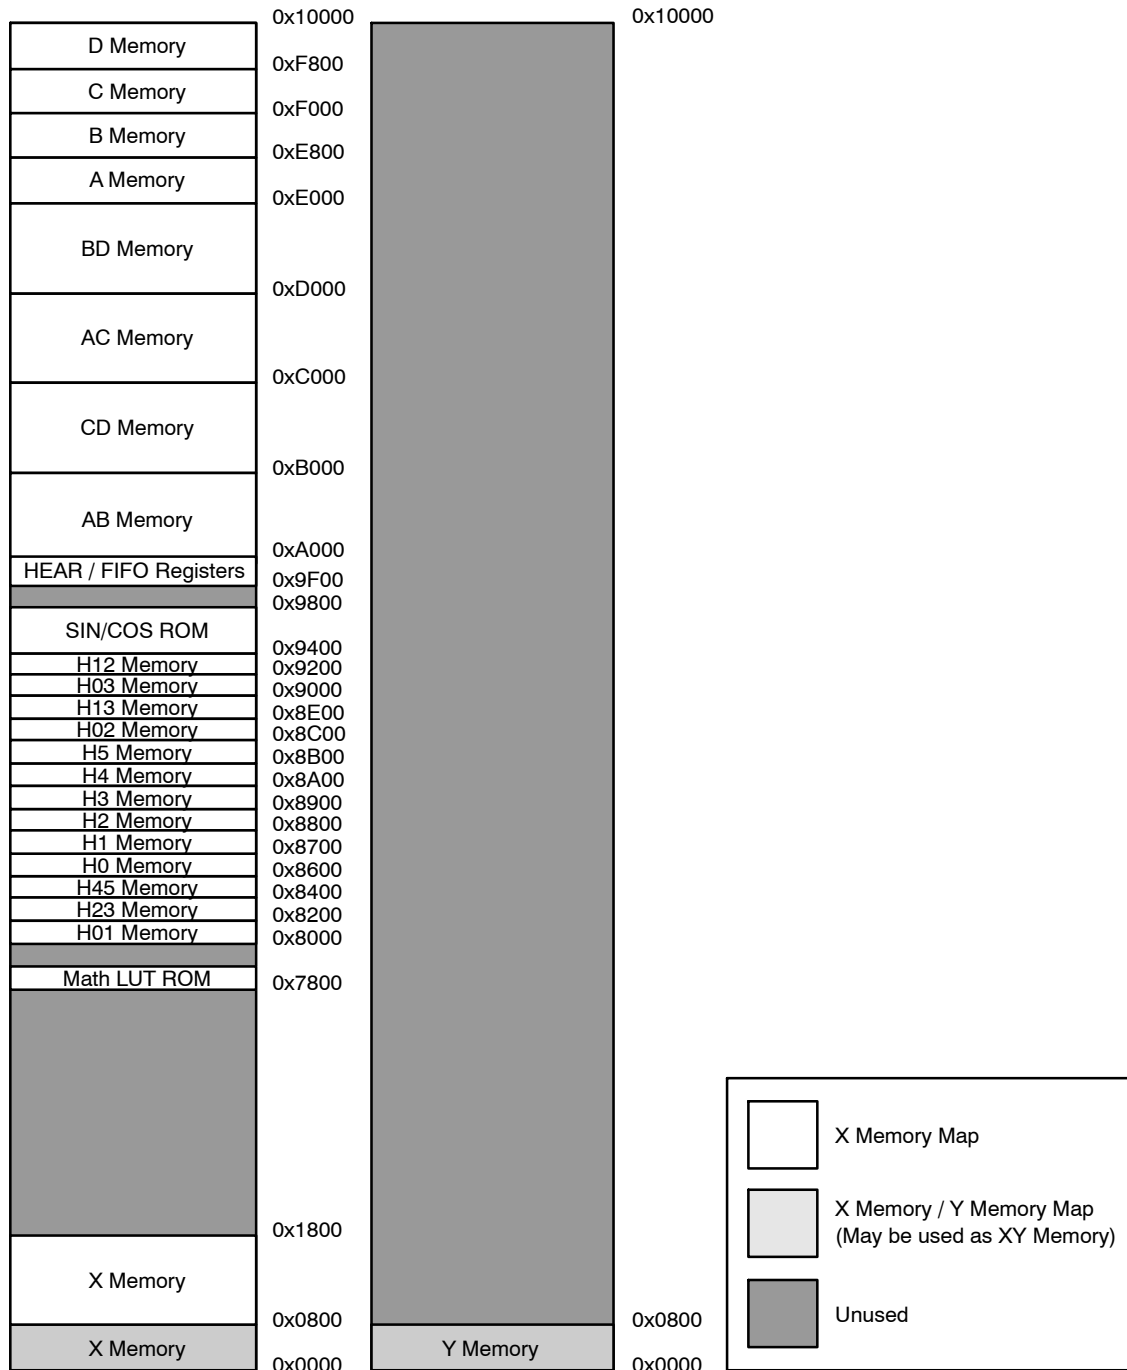 0x10000
0x10000
D Memory
0xF800
C Memory
0xF000
B Memory
0xE800
A Memory
0xE000
BD Memory
0xD000
AC Memory
0xC000
CD Memory
0xB000
AB Memory
0xA000
HEAR / FIFO Registers
0x9F00
0x9800
SIN/COS ROM
0x9400
H12 Memory
0x9200
H03 Memory
0x9000
H13 Memory
0x8E00
H02 Memory
0x8C00
H5 Memory
0x8B00
H4 Memory
0x8A00
H3 Memory
0x8900
H2 Memory
0x8800
H1 Memory
0x8700
H0 Memory
0x8600
H45 Memory
0x8400
H23 Memory
0x8200
H01 Memory
0x8000
Math LUT ROM
0x7800
0x1800
X Memory
0x0800
0x0800
X Memory
Y Memory
0x0000
0x0000
X Memory Map
X Memory / Y Memory Map
(May be used as XY Memory)
Unused